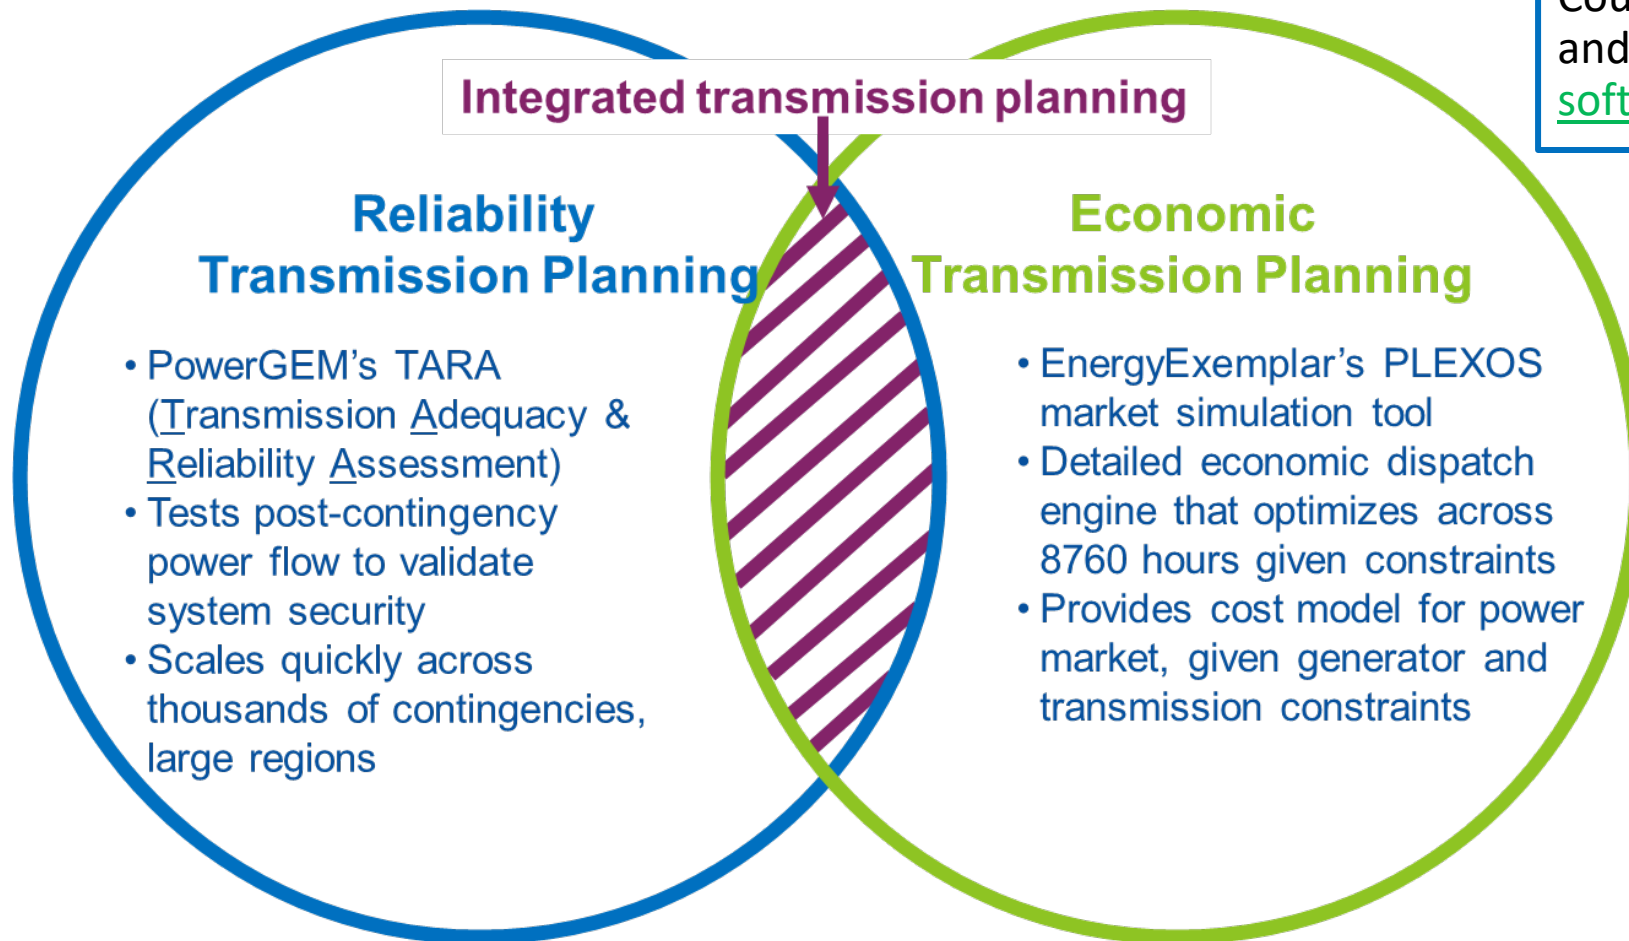 Integrated transmission planning
Reliability
Transmission Planning
• PowerGEM’s TARA
(Transmission Adequacy &
Reliability Assessment)
• Tests post-contingency
power flow to validate
system security
• Scales quickly across
thousands of contingencies,
large regions
Economic
Transmission Planning
• EnergyExemplar’s PLEXOS
market simulation tool
• Detailed economic dispatch
engine that optimizes across
8760 hours given constraints
• Provides cost model for power
market, given generator and
transmission constraints
and